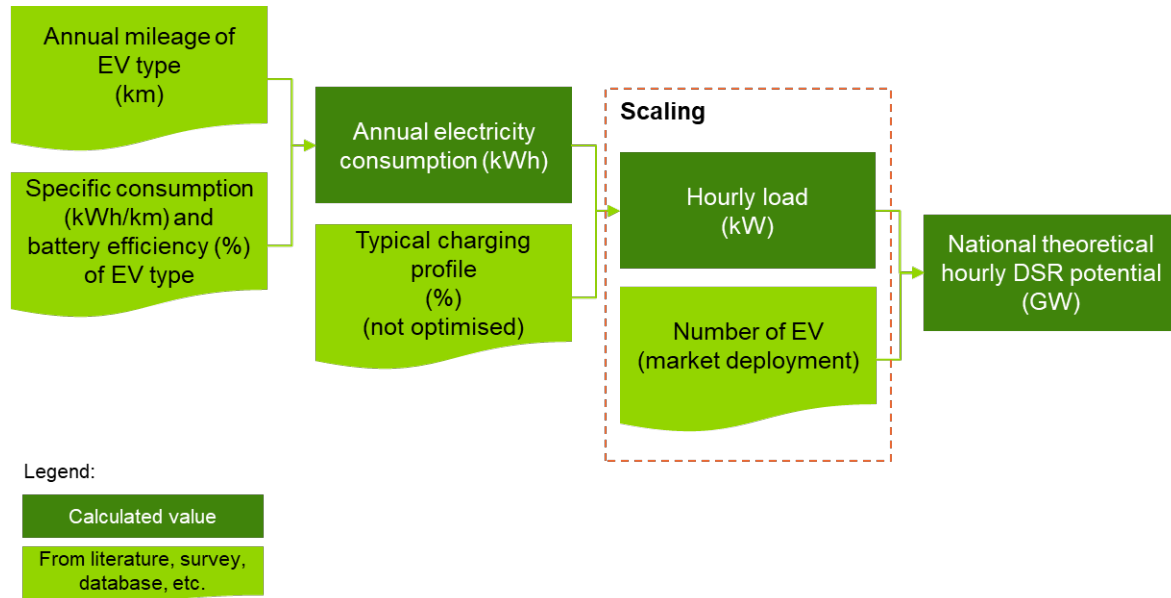 Annual mileage of
EV type
(km)
Specific consumption
(kWh/km) and
battery efficiency (%)
of EV type
Annual electricity
consumption (kWh)
Typical charging
profile
(%)
(not optimised)
Scaling
Hourly load
(kW)
Number of EV
(market deployment)
National theoretical
hourly DSR potential
(GW)
Legend:
Calculated value
From literature, survey,
database, etc.